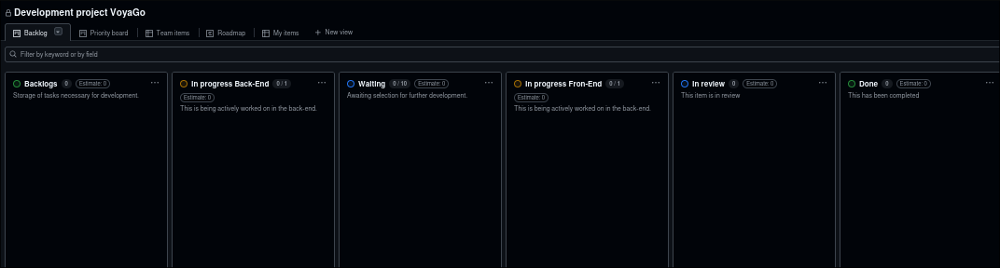 Development project VoyaGo
Backlog Priority board Team items Roadmap My items + New view
Filter by keyword or by field
Backlogs 0 Estimate: 0
Storage of tasks necessary for development.
In progress Back-End 0 / 1
Estimate: 0
This is being actively worked on in the back-end.
Waiting 0 / 10 Estimate: 0
Awaiting selection for further development.
In progress Fron-End 0 / 1
Estimate: 0
This is being actively worked on in the back-end.
In review 0 Estimate: 0
This item is in review
Done 0 Estimate: 0
This has been completed